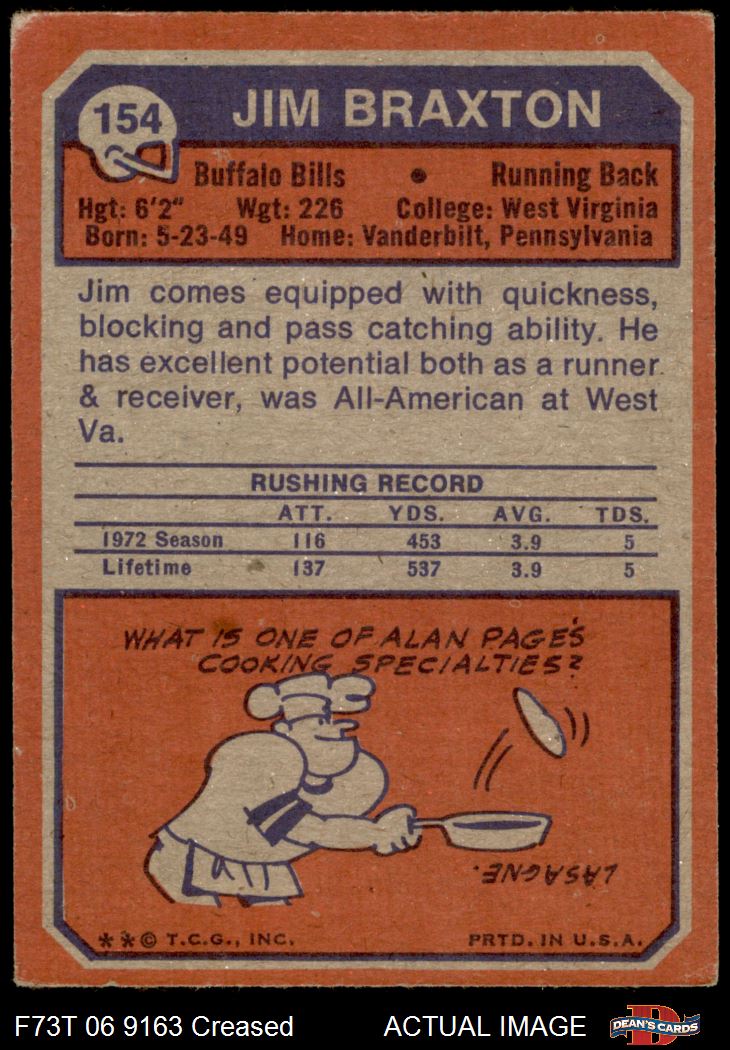 154
JIM BRAXTON
Buffalo Bills • Running Back
Hgt: 6'2" Wgt: 226 College: West Virginia
Born: 5-23-49 Home: Vanderbilt, Pennsylvania
Jim comes equipped with quickness,
blocking and pass catching ability. He
has excellent potential both as a runner
& receiver, was All-American at West
Va.
RUSHING RECORD
ATT. YDS. AVG. TDS.
1972 Season 116 453 3.9 5
Lifetime 137 537 3.9 5
WHAT IS ONE OF ALAN PAGE'S
COOKING SPECIALTIES?
LASAGNE.
**© T.C.G., INC. PRTD. IN U.S.A.
F73T 06 9163 Creased ACTUAL IMAGE
D
DEAN'S CARDS